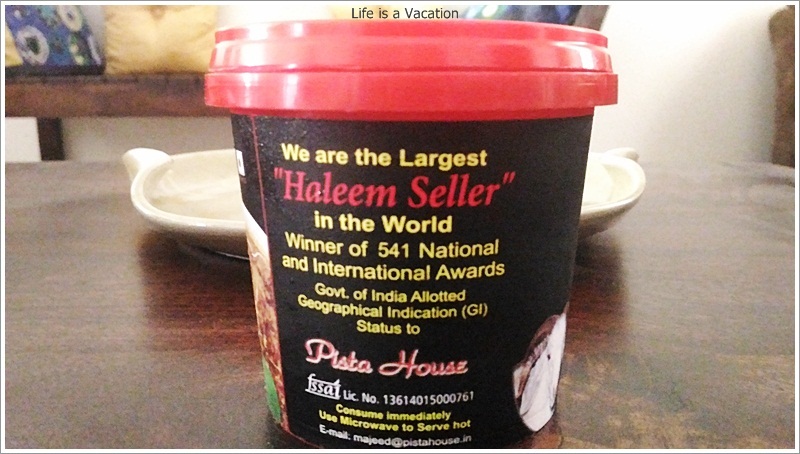 Life is a Vacation
We are the Largest
"Haleem Seller"
in the World
Winner of 541 National
and International Awards
Govt. of India Allotted
Geographical Indication (GI)
Status to
Pista House
fssai Lic. No. 13614015000761
Consume immediately
Use Microwave to Serve hot
E-mail: majeed@pistahouse.in